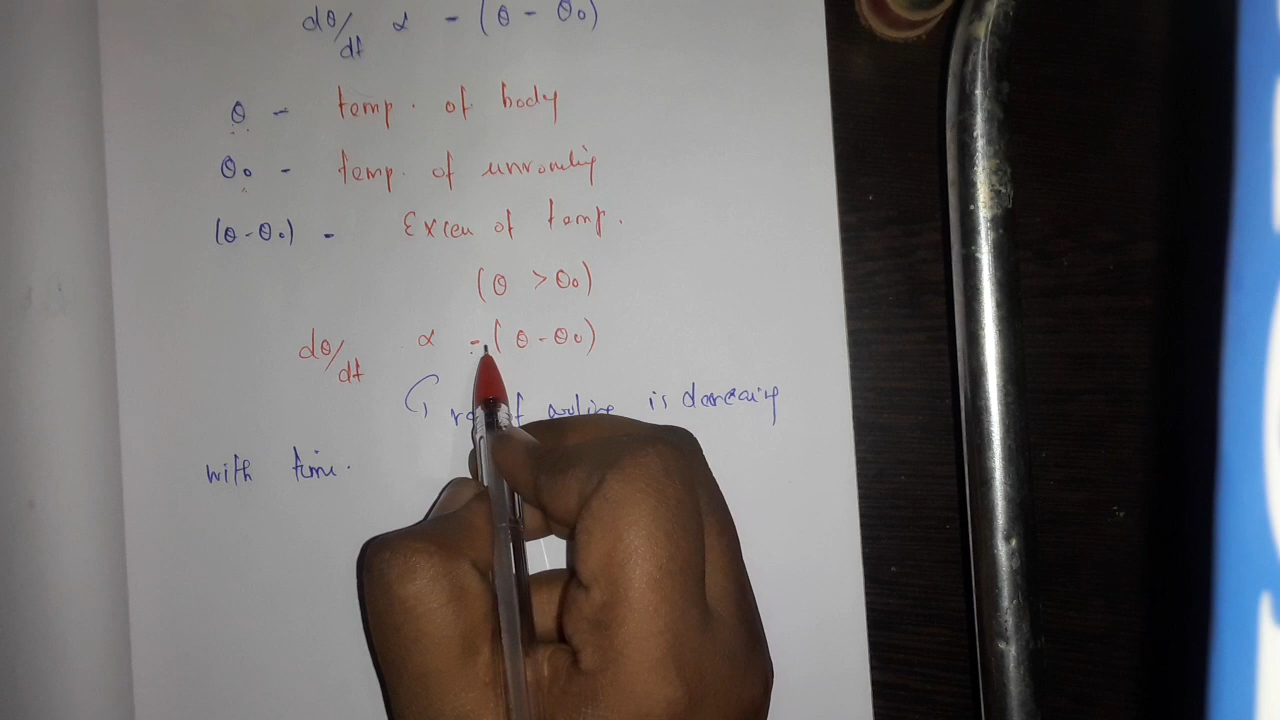 dθ/dt α - (θ - θ0)
θ - temp. of body
θ0 - temp. of
(θ - θ0) - Excess of temp.
(θ > θ0)
dθ/dt α - (θ - θ0)
is decreasing
with time.